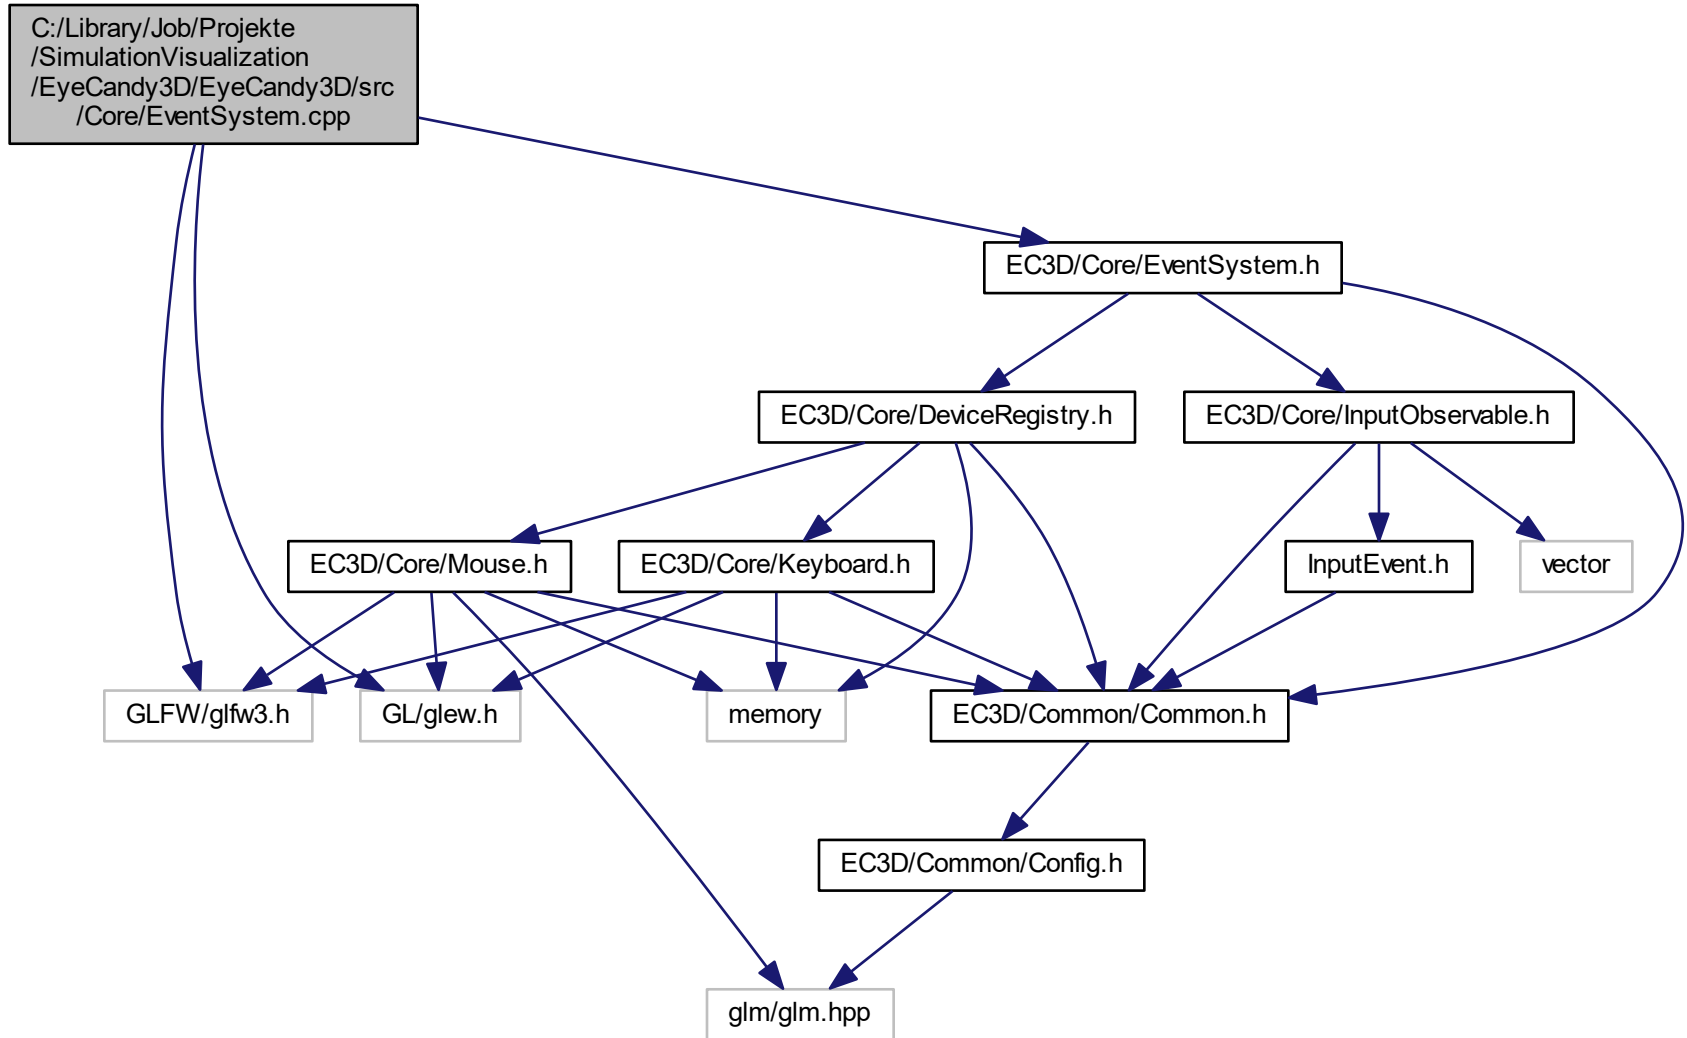 C:/Library/Job/Projekte
/SimulationVisualization
/EyeCandy3D/EyeCandy3D/src
/Core/EventSystem.cpp
EC3D/Core/EventSystem.h
EC3D/Core/DeviceRegistry.h
EC3D/Core/InputObservable.h
EC3D/Core/Mouse.h
EC3D/Core/Keyboard.h
InputEvent.h
vector
GLFW/glfw3.h
GL/glew.h
memory
EC3D/Common/Common.h
EC3D/Common/Config.h
glm/glm.hpp